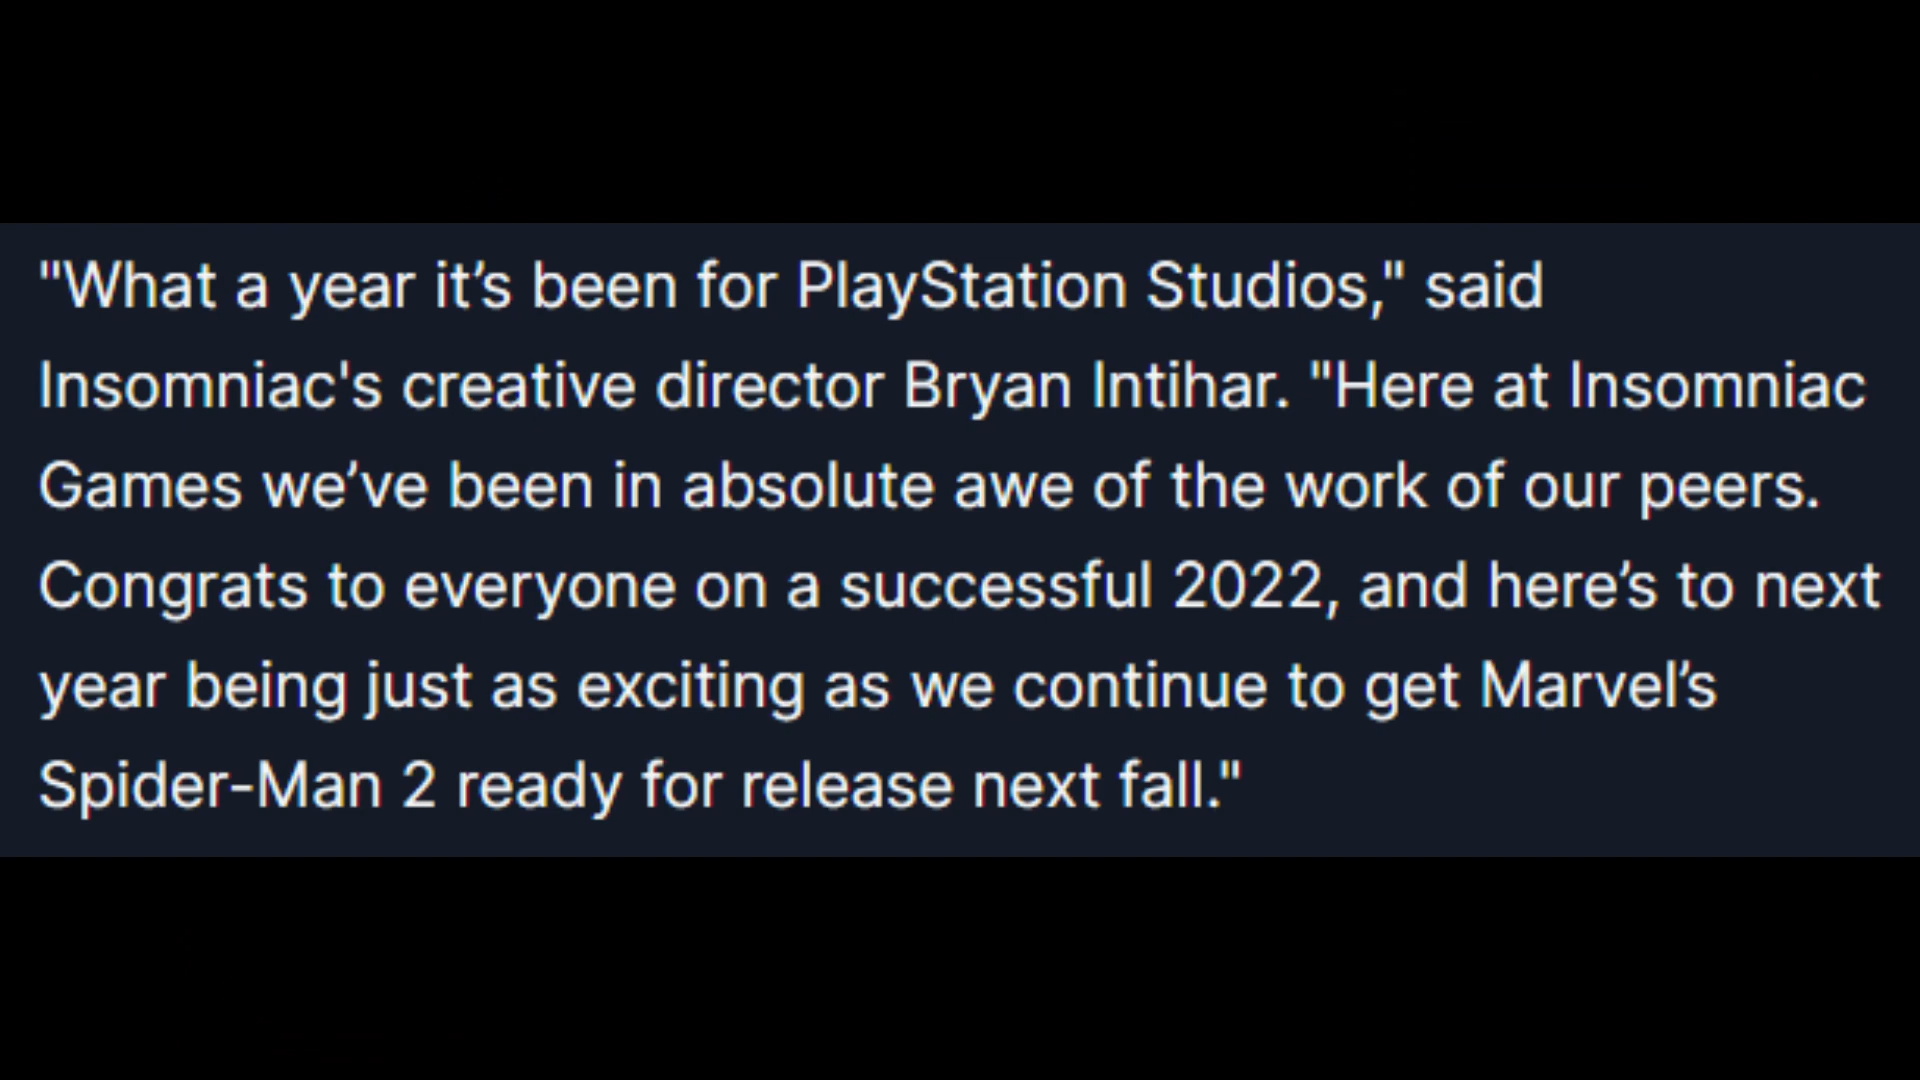 "What a year it’s been for PlayStation Studios," said
Insomniac's creative director Bryan Intihar. "Here at Insomniac
Games we’ve been in absolute awe of the work of our peers.
Congrats to everyone on a successful 2022, and here’s to next
year being just as exciting as we continue to get Marvel’s
Spider-Man 2 ready for release next fall."